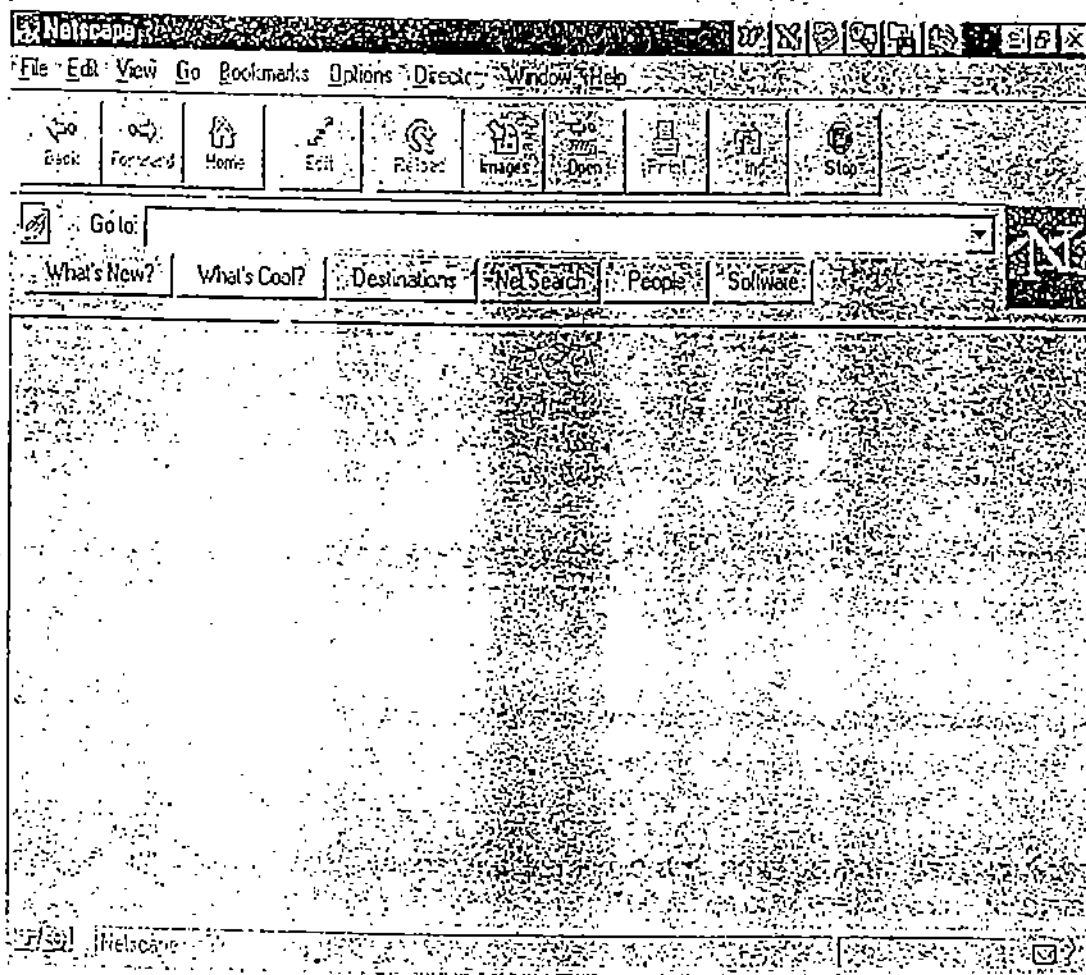 Netscape
File Edit View Go Bookmarks Options Window Help
Back Forward Home Edit Reload Images Open Print Stop
Go to:
What's New? What's Cool? Destinations Net Search People Software
N
Netscape